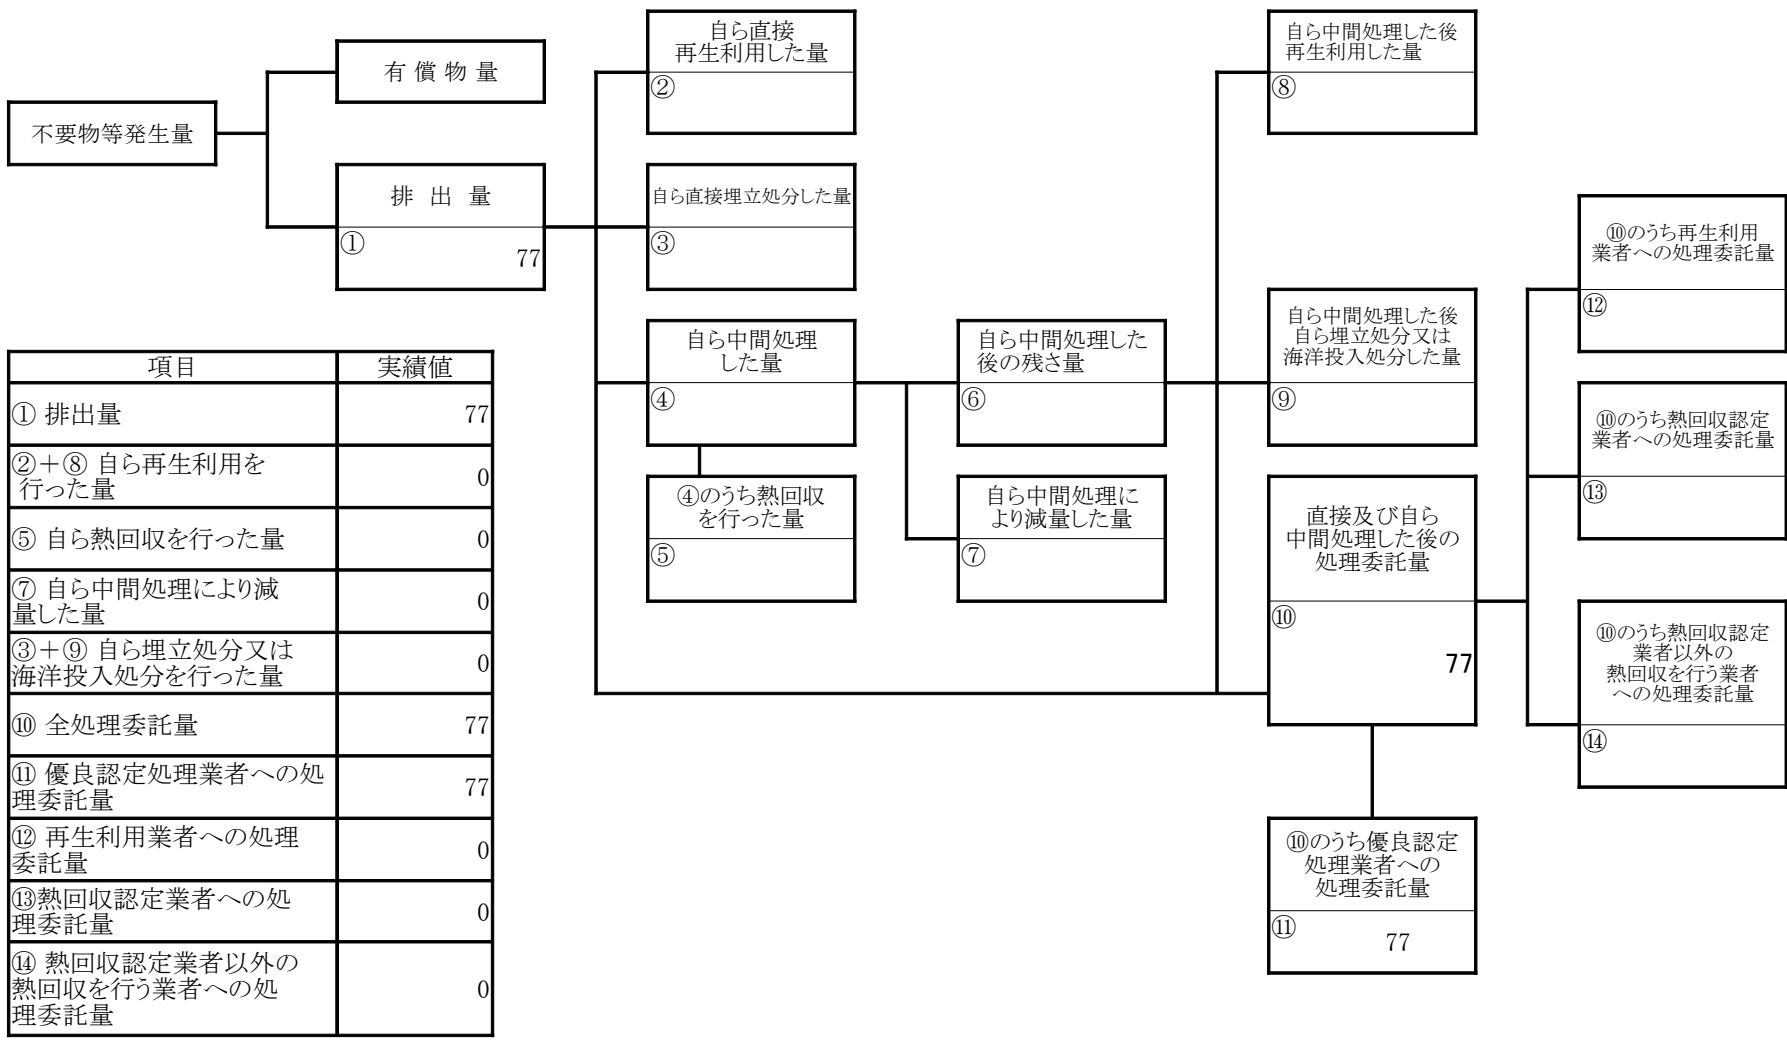 不要物等発生量
有 償 物 量
排 出 量
①
77
自ら直接
再生利用した量
②
自ら直接埋立処分した量
③
自ら中間処理
した量
④
④のうち熱回収
を行った量
⑤
自ら中間処理した
後の残さ量
⑥
自ら中間処理に
より減量した量
⑦
自ら中間処理した後
再生利用した量
⑧
自ら中間処理した後
自ら埋立処分又は
海洋投入処分した量
⑨
直接及び自ら
中間処理した後の
処理委託量
⑩
77
⑩のうち優良認定
処理業者への
処理委託量
⑪
77
⑩のうち再生利用
業者への処理委託量
⑫
⑩のうち熱回収認定
業者への処理委託量
⑬
⑩のうち熱回収認定
業者以外の
熱回収を行う業者
への処理委託量
⑭
項目 実績値
① 排出量 77
②+⑧ 自ら再生利用を
行った量 0
⑤ 自ら熱回収を行った量 0
⑦ 自ら中間処理により減
量した量 0
③+⑨ 自ら埋立処分又は
海洋投入処分を行った量 0
⑩ 全処理委託量 77
⑪ 優良認定処理業者への処
理委託量 77
⑫ 再生利用業者への処理
委託量 0
⑬熱回収認定業者への処
理委託量 0
⑭ 熱回収認定業者以外の
熱回収を行う業者への処
理委託量 0